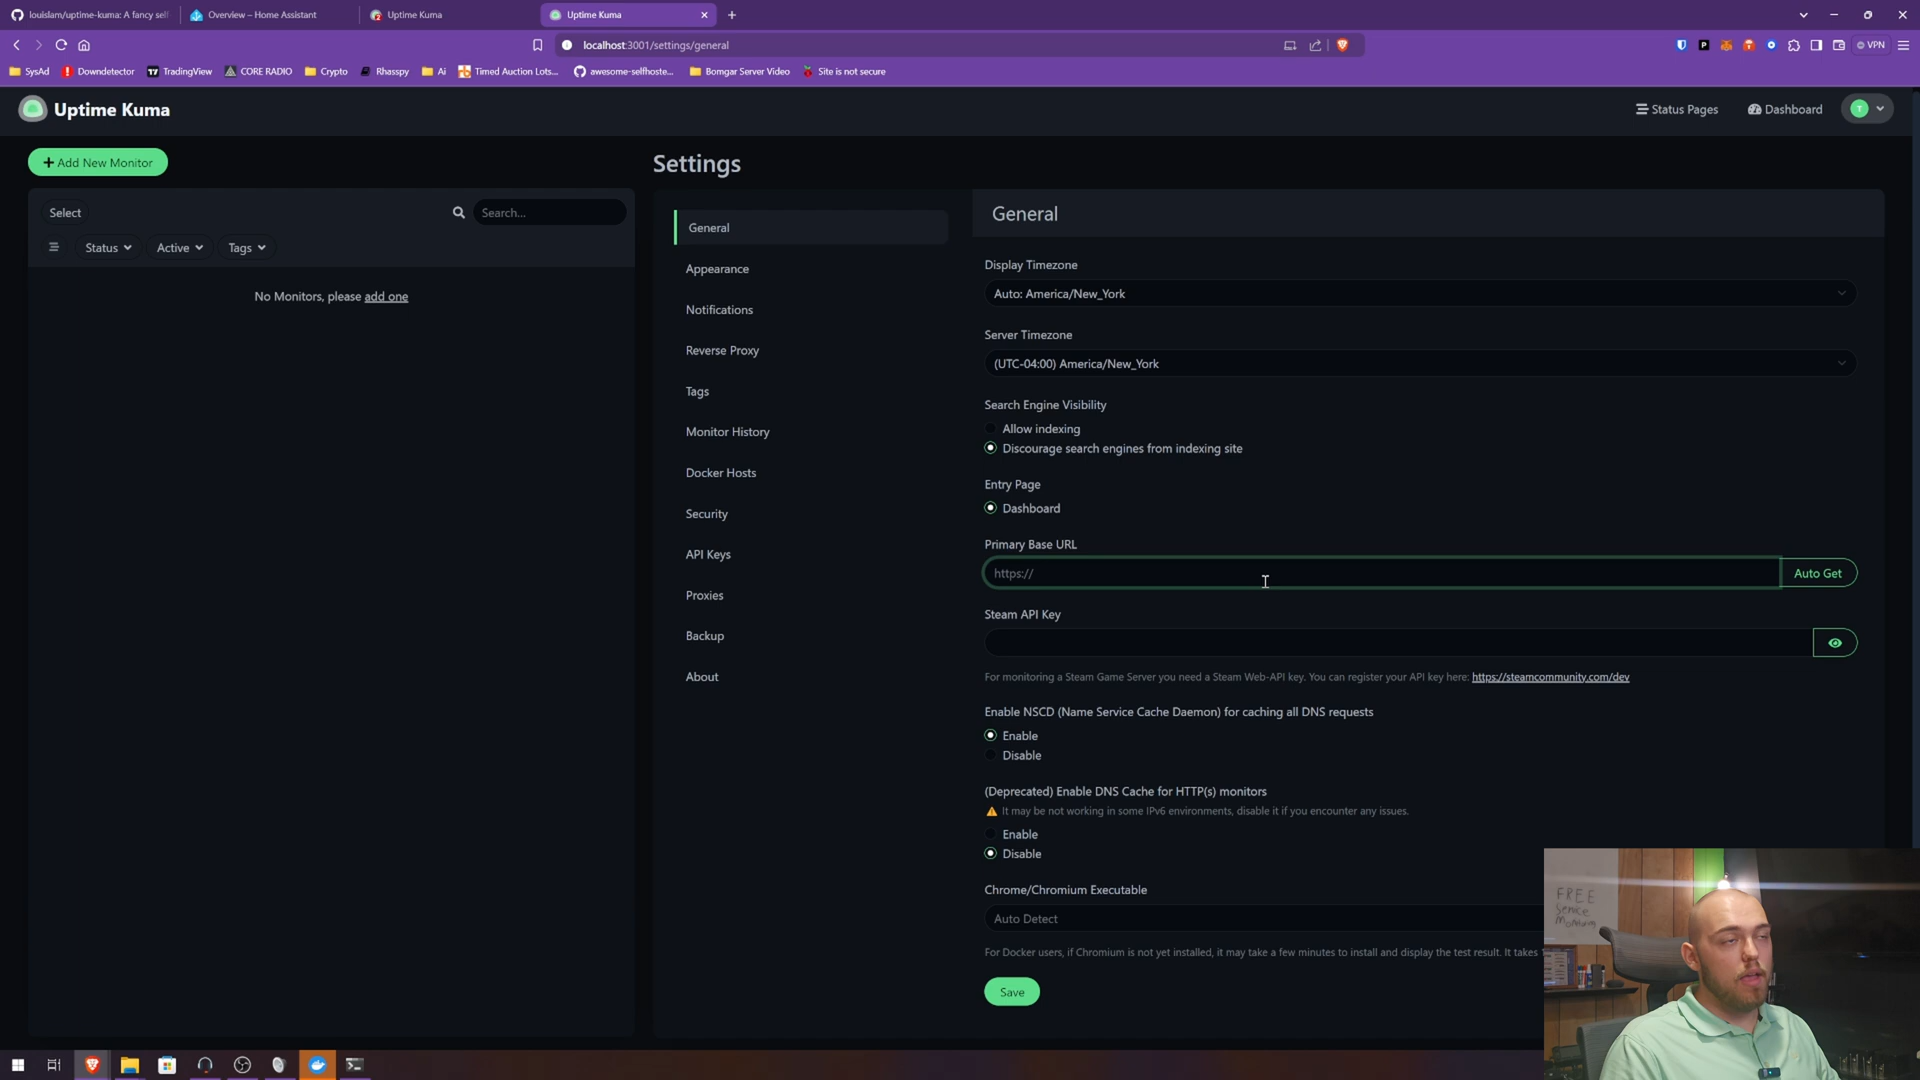 louislam/uptime-kuma: A fancy self
Overview – Home Assistant
Uptime Kuma
Uptime Kuma
localhost:3001/settings/general
VPN
SysAd
Downdetector
TradingView
CORE RADIO
Crypto
Rhasspy
Ai
Timed Auction Lots...
awesome-selfhoste...
Bomgar Server Video
Site is not secure
Uptime Kuma
Status Pages
Dashboard
T
+ Add New Monitor
Select
Search...
Status
Active
Tags
No Monitors, please add one
Settings
General
Appearance
Notifications
Reverse Proxy
Tags
Monitor History
Docker Hosts
Security
API Keys
Proxies
Backup
About
General
Display Timezone
Auto: America/New_York
Server Timezone
(UTC-04:00) America/New_York
Search Engine Visibility
Allow indexing
Discourage search engines from indexing site
Entry Page
Dashboard
Primary Base URL
https://
Auto Get
Steam API Key
For monitoring a Steam Game Server you need a Steam Web-API key. You can register your API key here: https://steamcommunity.com/dev
Enable NSCD (Name Service Cache Daemon) for caching all DNS requests
Enable
Disable
(Deprecated) Enable DNS Cache for HTTP(s) monitors
It may be not working in some IPv6 environments, disable it if you encounter any issues.
Enable
Disable
Chrome/Chromium Executable
Auto Detect
For Docker users, if Chromium is not yet installed, it may take a few minutes to install and display the test result. It takes
Save
FREE
Service
Monitoring